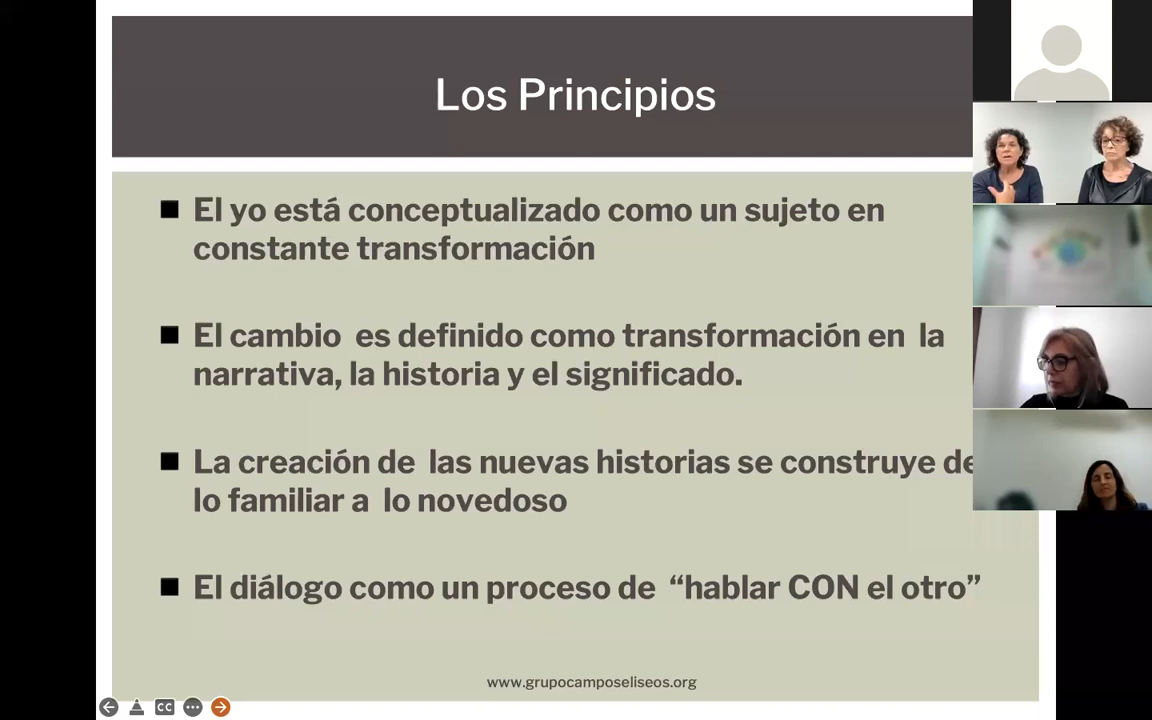 Los Principios
El yo está conceptualizado como un sujeto en
constante transformación
El cambio es definido como transformación en la
narrativa, la historia y el significado.
La creación de las nuevas historias se construye de
lo familiar a lo novedoso
El diálogo como un proceso de “hablar CON el otro”
www.grupocamposeliseos.org
CC